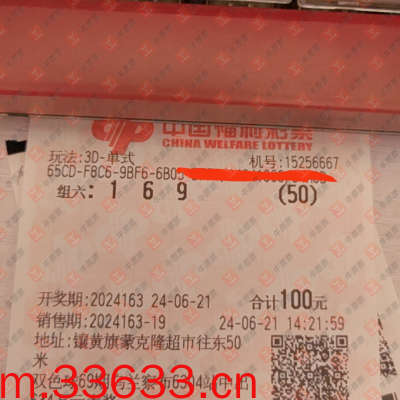 中国福利彩票
CHINA WELFARE LOTTERY
玩法:3D-单式 机号:15256667
65CD-F8C6-9BF6-6B0
组六: 1 6 9 (50)
开奖期:2024163 24-06-21 合计100元
销售期:2024163-19 24-06-21 14:21:59
地址:镶黄旗蒙克隆超市往东50
米
m.33633.com